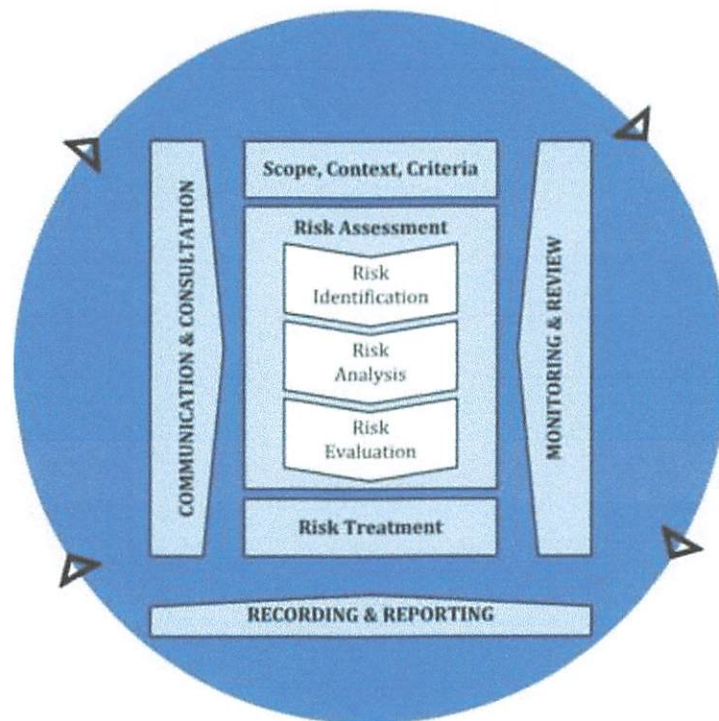 Scope, Context, Criteria
Risk Assessment
Risk
Identification
Risk
Analysis
Risk
Evaluation
Risk Treatment
COMMUNICATION & CONSULTATION
MONITORING & REVIEW
RECORDING & REPORTING